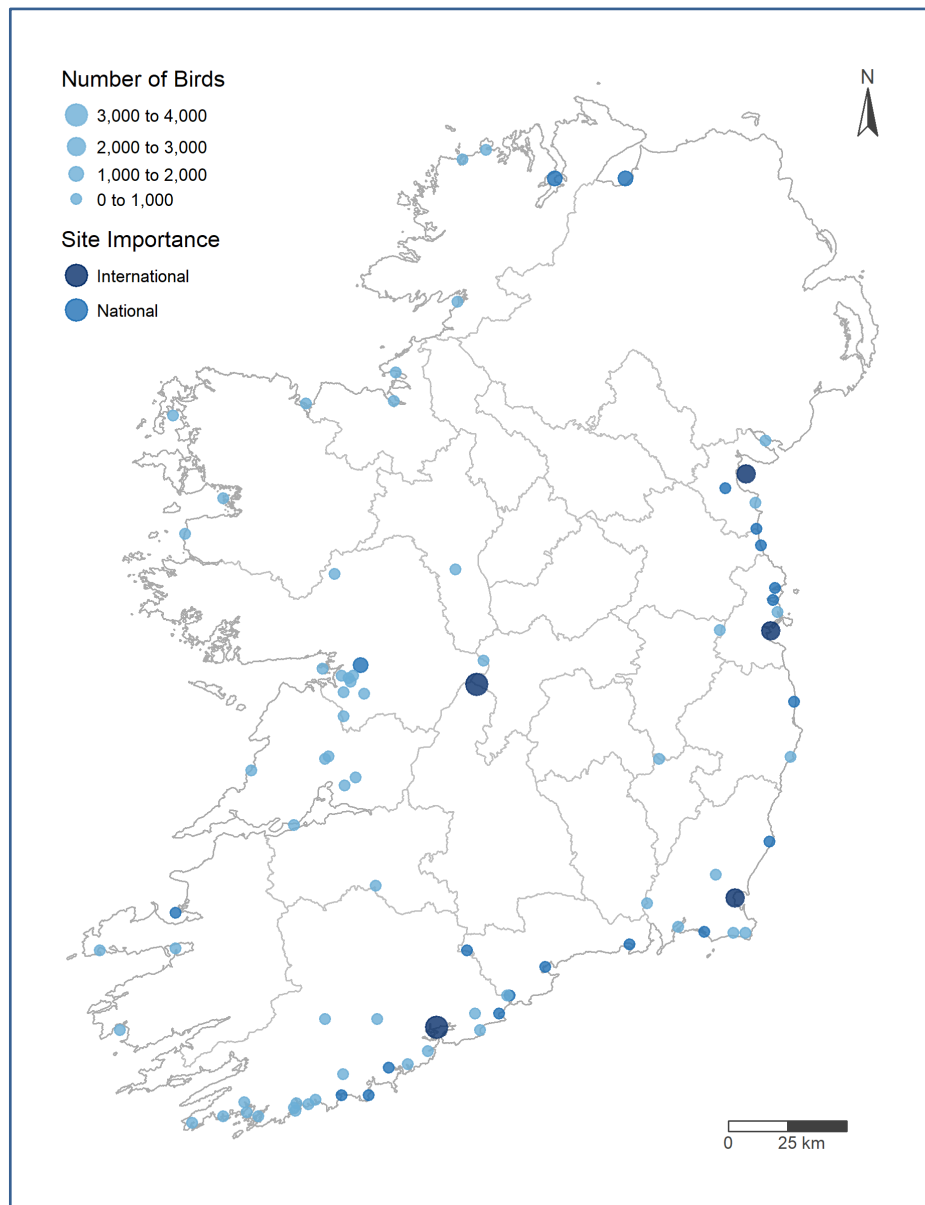 Number of Birds
3,000 to 4,000
2,000 to 3,000
1,000 to 2,000
0 to 1,000
Site Importance
International
National
N
0 25 km